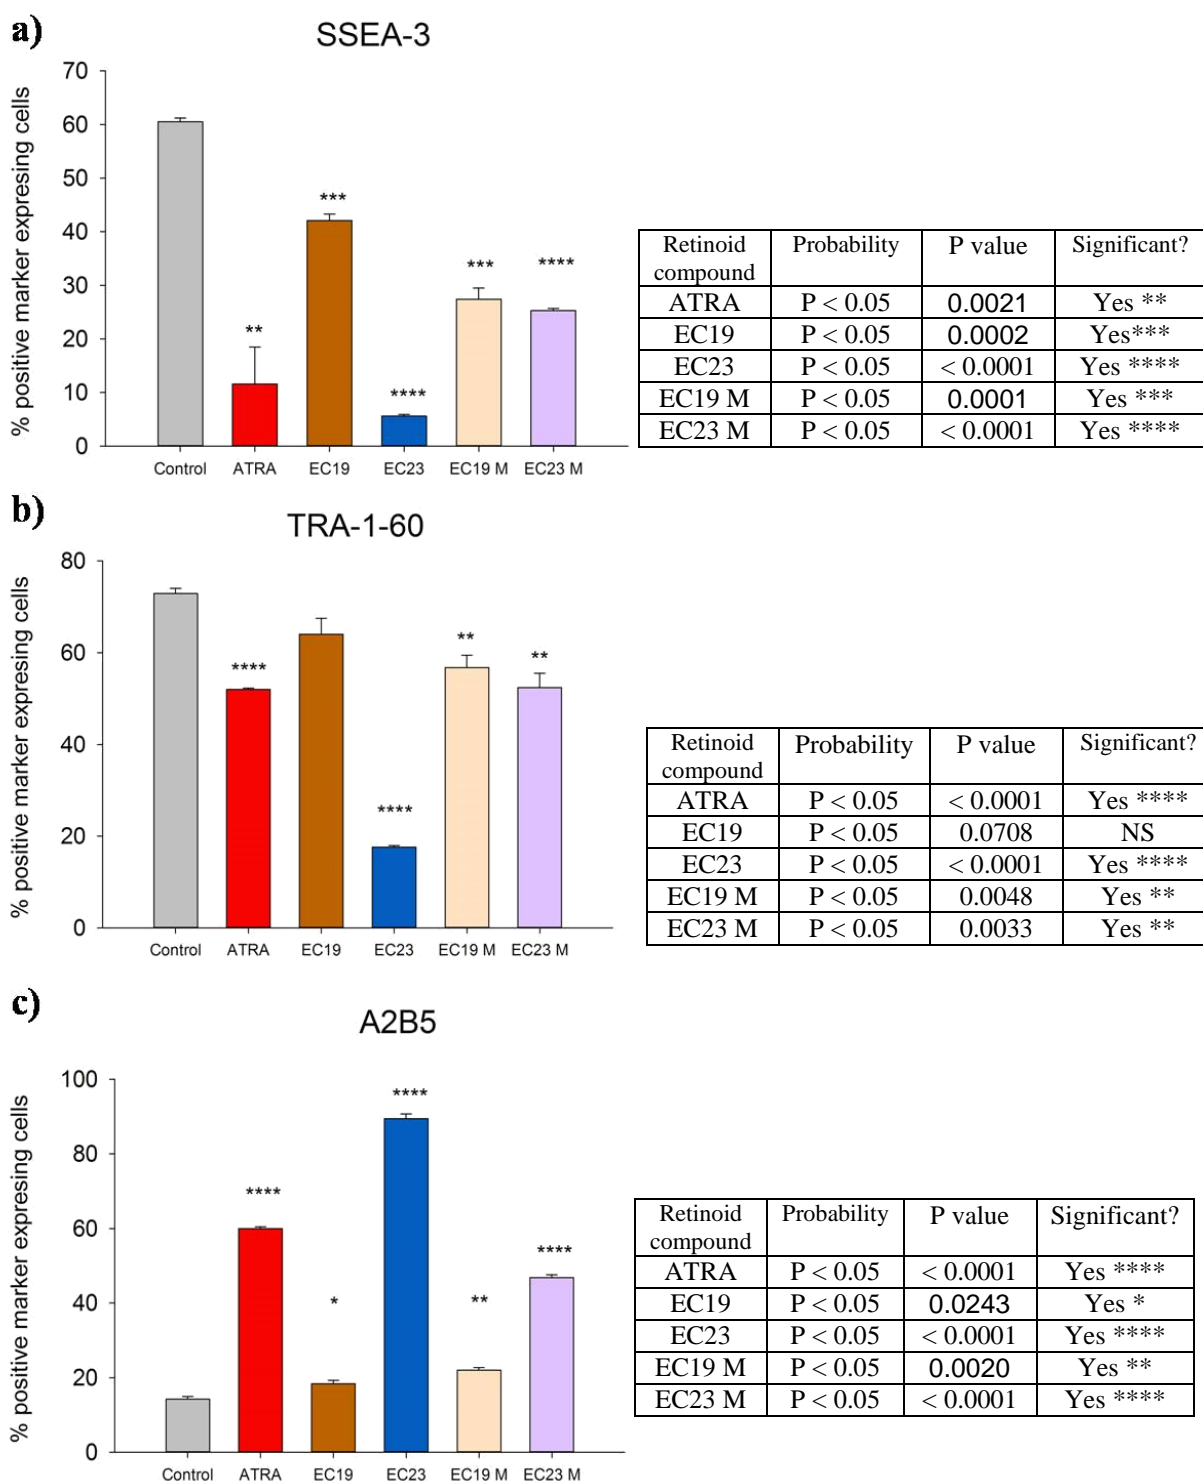 a)
SSEA-3
% positive marker expresing cells
70
60
50
40
30
20
10
0
**
***
****
***
****
Control ATRA EC19 EC23 EC19 M EC23 M
Retinoid compound Probability P value Significant?
ATRA P < 0.05 0.0021 Yes **
EC19 P < 0.05 0.0002 Yes***
EC23 P < 0.05 < 0.0001 Yes ****
EC19 M P < 0.05 0.0001 Yes ***
EC23 M P < 0.05 < 0.0001 Yes ****
b)
TRA-1-60
% positive marker expresing cells
80
60
40
20
0
****
****
**
**
Control ATRA EC19 EC23 EC19 M EC23 M
Retinoid compound Probability P value Significant?
ATRA P < 0.05 < 0.0001 Yes ****
EC19 P < 0.05 0.0708 NS
EC23 P < 0.05 < 0.0001 Yes ****
EC19 M P < 0.05 0.0048 Yes **
EC23 M P < 0.05 0.0033 Yes **
c)
A2B5
% positive marker expresing cells
100
80
60
40
20
0
****
*
****
**
****
Control ATRA EC19 EC23 EC19 M EC23 M
Retinoid compound Probability P value Significant?
ATRA P < 0.05 < 0.0001 Yes ****
EC19 P < 0.05 0.0243 Yes *
EC23 P < 0.05 < 0.0001 Yes ****
EC19 M P < 0.05 0.0020 Yes **
EC23 M P < 0.05 < 0.0001 Yes ****